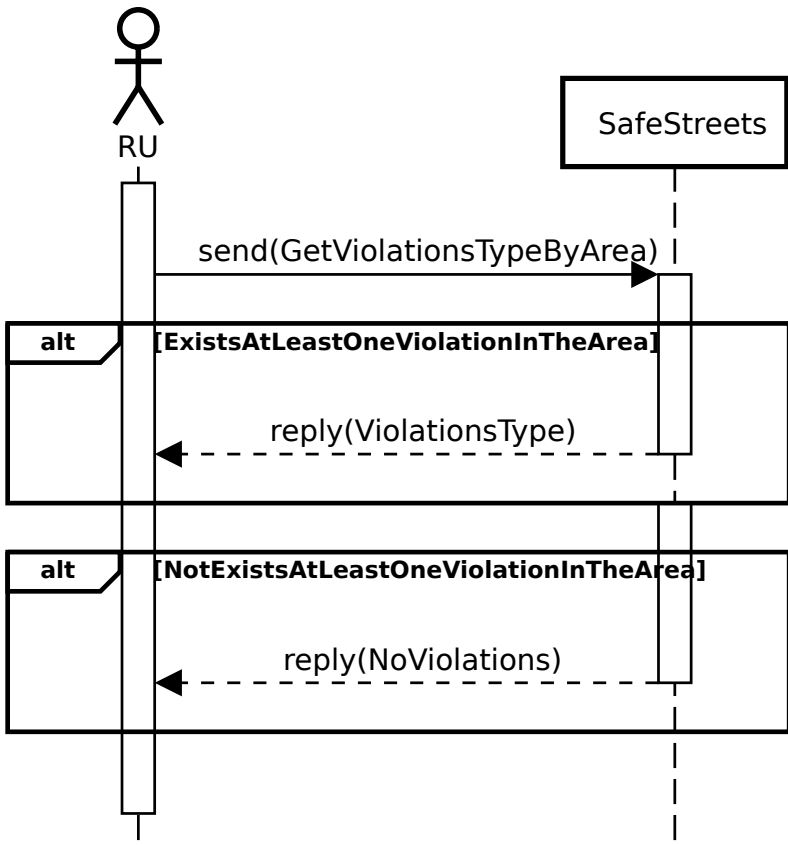 RU
SafeStreets
send(GetViolationsTypeByArea)
alt
[ExistsAtLeastOneViolationInTheArea]
reply(ViolationsType)
alt
[NotExistsAtLeastOneViolationInTheArea]
reply(NoViolations)